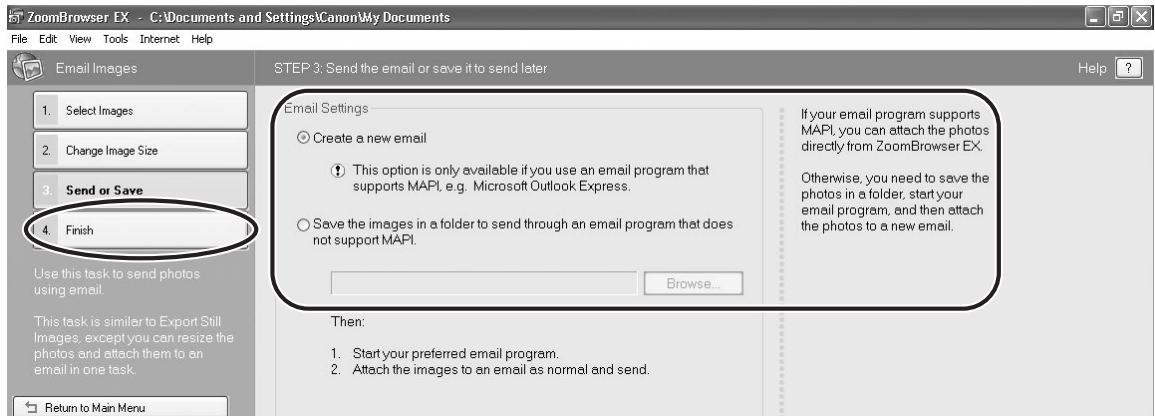 ZoomBrowser EX - C:\Documents and Settings\Canon\My Documents
File Edit View Tools Internet Help
Email Images
STEP 3: Send the email or save it to send later
Help ?
1. Select Images
2. Change Image Size
3. Send or Save
4. Finish
Use this task to send photos
using email.
This task is similar to Export Still
Images, except you can resize the
photos and attach them to an
email in one task.
Return to Main Menu
Email Settings
Create a new email
This option is only available if you use an email program that
supports MAPI, e.g. Microsoft Outlook Express.
Save the images in a folder to send through an email program that does
not support MAPI.
Browse...
Then:
1. Start your preferred email program.
2. Attach the images to an email as normal and send.
If your email program supports
MAPI, you can attach the photos
directly from ZoomBrowser EX.
Otherwise, you need to save the
photos in a folder, start your
email program, and then attach
the photos to a new email.